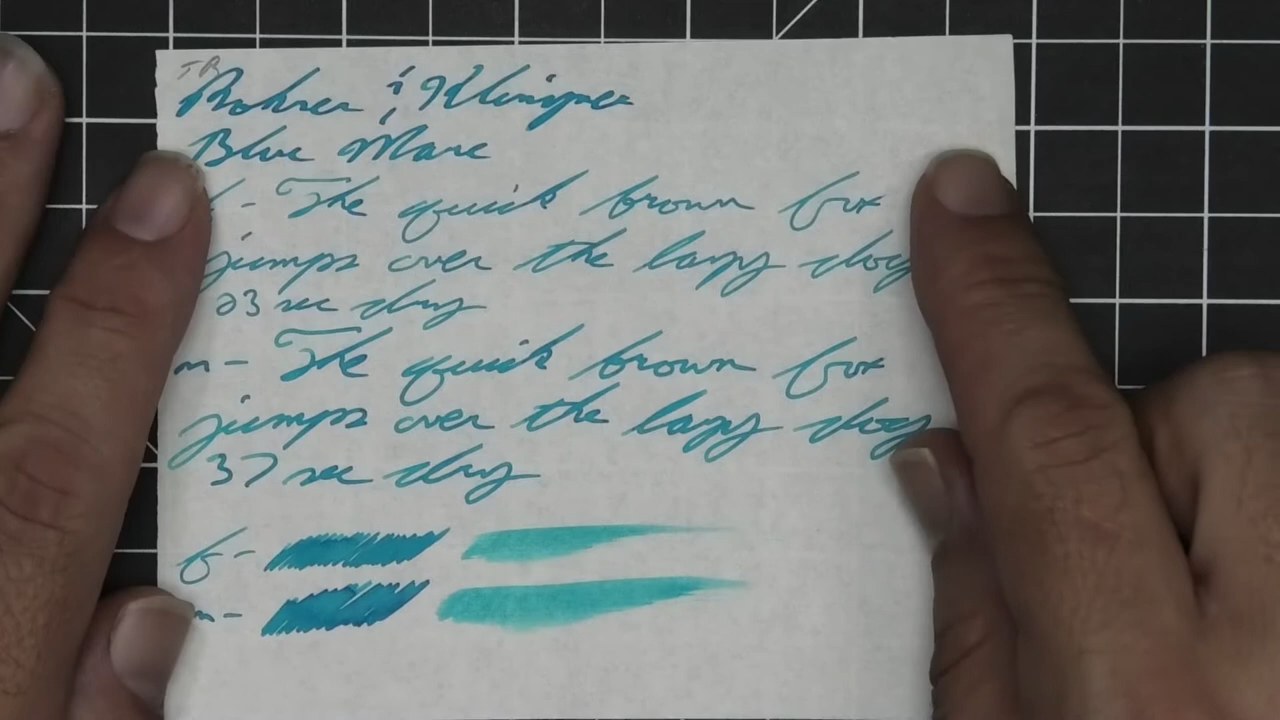 TR
Rohrer & Klingner
Blue Mare
f - The quick brown fox
jumps over the lazy dog
23 sec dry
m - The quick brown fox
jumps over the lazy dog
37 sec dry
f -
m -